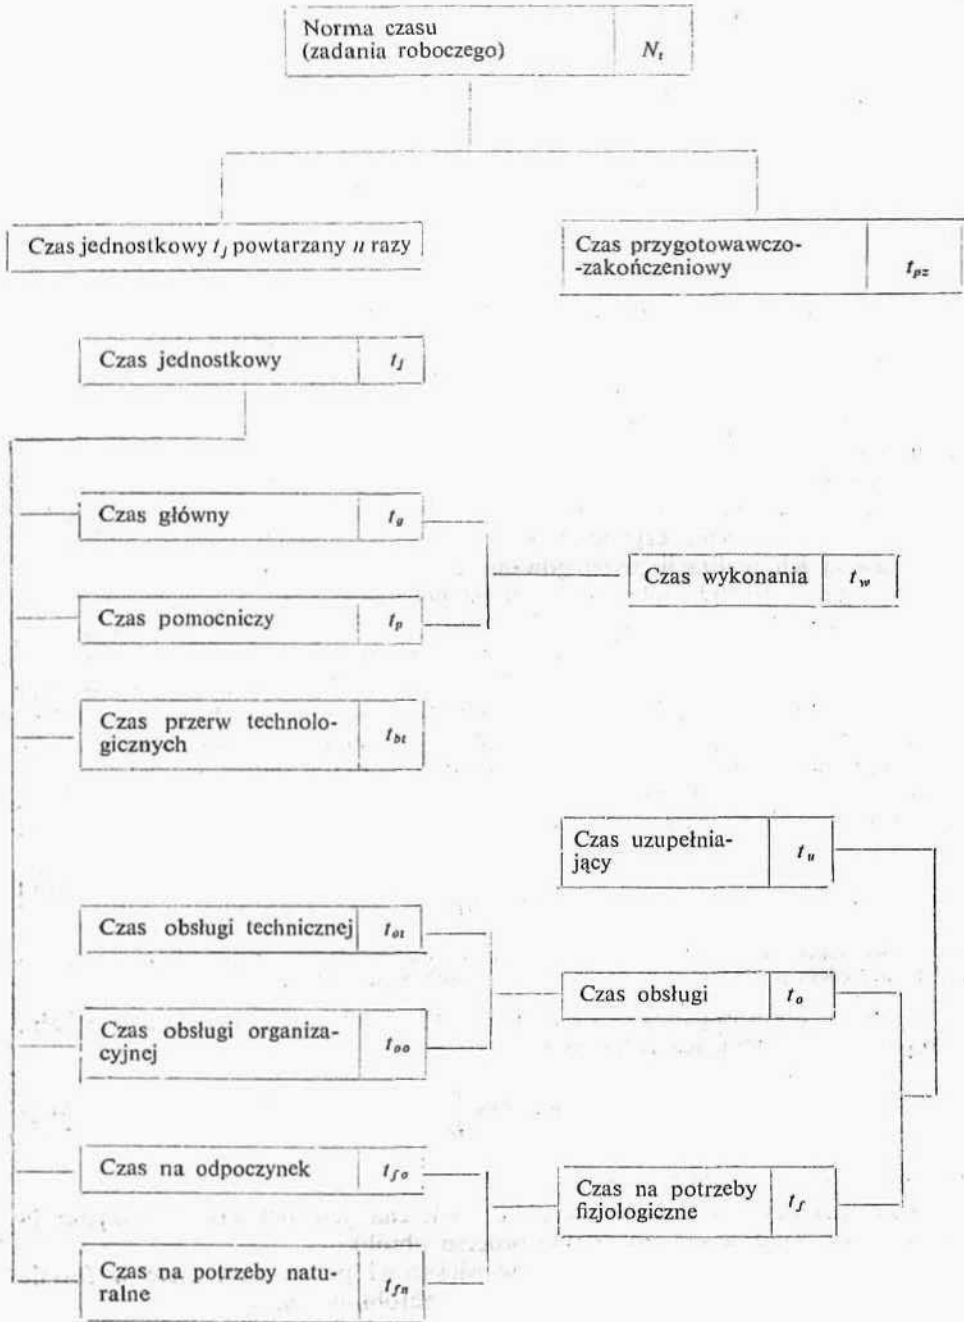 Norma czasu
(zadania roboczego)
N_t
Czas jednostkowy t_j powtarzany n razy
Czas przygotowawczo-
-zakończeniowy
t_pz
Czas jednostkowy t_j
Czas główny t_g
Czas wykonania t_w
Czas pomocniczy t_p
Czas przerw technolo-
gicznych
t_bt
Czas uzupełnia-
jący
t_u
Czas obsługi technicznej t_ot
Czas obsługi t_o
Czas obsługi organiza-
cyjnej
t_oo
Czas na odpoczynek t_fo
Czas na potrzeby
fizjologiczne
t_f
Czas na potrzeby natu-
ralne
t_fn